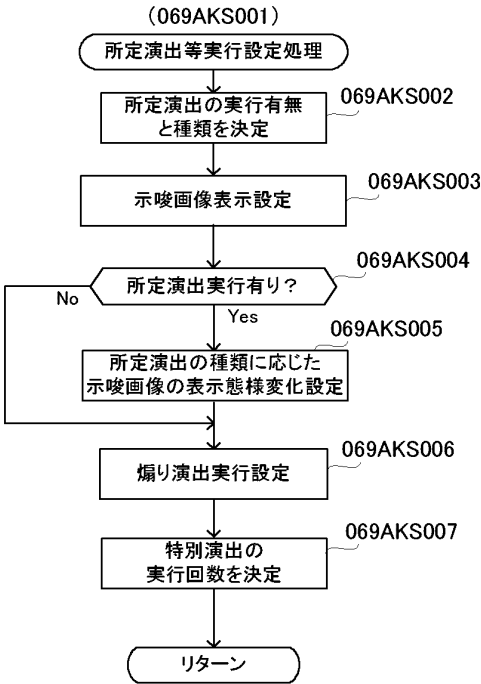 (069AKS001)
所定演出等実行設定処理
所定演出の実行有無
と種類を決定
069AKS002
示唆画像表示設定
069AKS003
所定演出実行有り？
069AKS004
No
Yes
069AKS005
所定演出の種類に応じた
示唆画像の表示態様変化設定
069AKS006
煽り演出実行設定
069AKS007
特別演出の
実行回数を決定
リターン